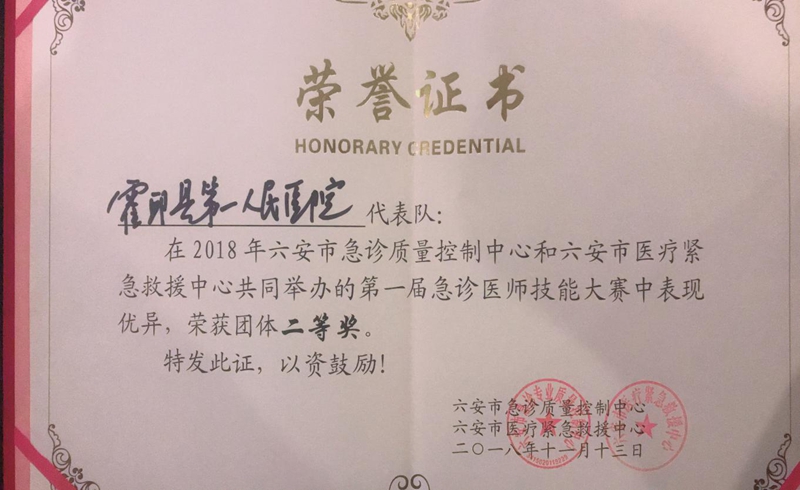 荣誉证书
HONORARY CREDENTIAL
霍邱县第一人民医院 代表队:
在2018年六安市急诊质量控制中心和六安市医疗紧
急救援中心共同举办的第一届急诊医师技能大赛中表现
优异，荣获团体二等奖。
特发此证，以资鼓励!
六安市急诊质量控制中心
六安市医疗紧急救援中心
二〇一八年十一月十三日